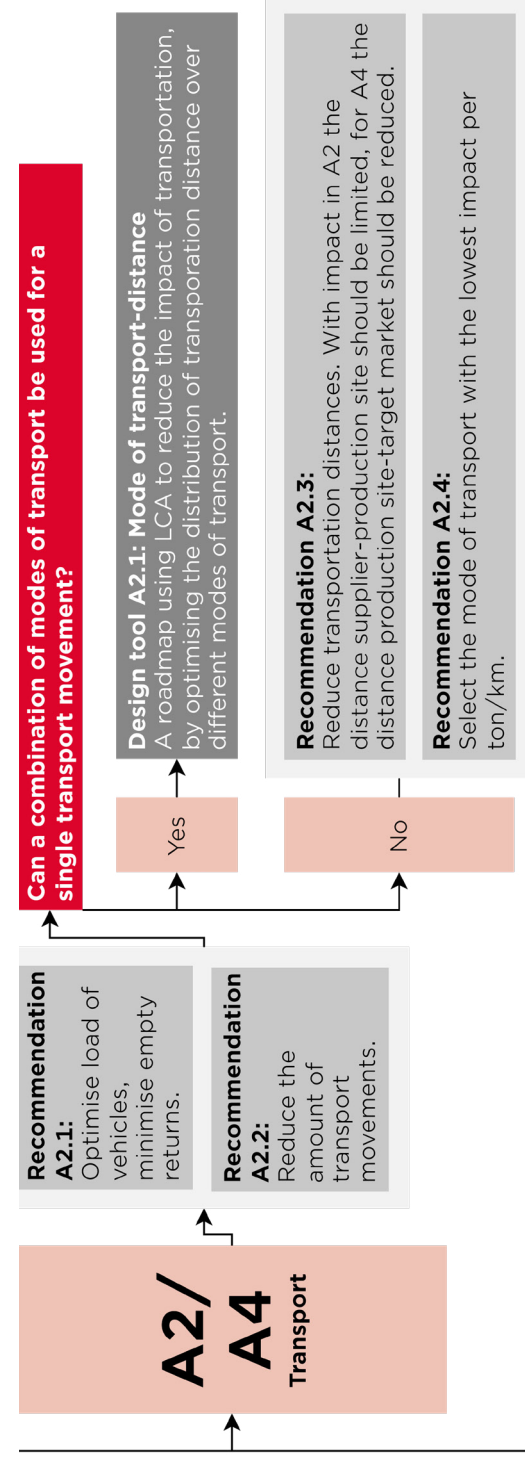 A2/
A4
Transport
Recommendation
A2.1:
Optimise load of
vehicles,
minimise empty
returns.
Recommendation
A2.2:
Reduce the
amount of
transport
movements.
Can a combination of modes of transport be used for a
single transport movement?
Yes
Design tool A2.1: Mode of transport-distance
A roadmap using LCA to reduce the impact of transportation,
by optimising the distribution of transporation distance over
different modes of transport.
No
Recommendation A2.3:
Reduce transportation distances. With impact in A2 the
distance supplier-production site should be limited, for A4 the
distance production site-target market should be reduced.
Recommendation A2.4:
Select the mode of transport with the lowest impact per
ton/km.